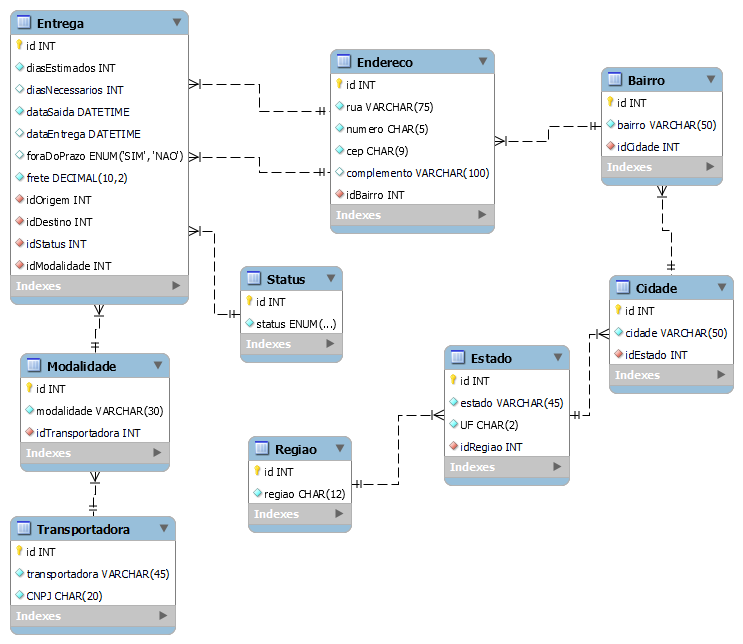 Entrega
id INT
diasEstimados INT
diasNecessarios INT
dataSaida DATETIME
dataEntrega DATETIME
foraDoPrazo ENUM('SIM', 'NAO')
frete DECIMAL(10,2)
idOrigem INT
idDestino INT
idStatus INT
idModalidade INT
Indexes
Endereco
id INT
rua VARCHAR(75)
numero CHAR(5)
cep CHAR(9)
complemento VARCHAR(100)
idBairro INT
Indexes
Bairro
id INT
bairro VARCHAR(50)
idCidade INT
Indexes
Status
id INT
status ENUM(...)
Indexes
Cidade
id INT
cidade VARCHAR(50)
idEstado INT
Indexes
Modalidade
id INT
modalidade VARCHAR(30)
idTransportadora INT
Indexes
Estado
id INT
estado VARCHAR(45)
UF CHAR(2)
idRegiao INT
Indexes
Regiao
id INT
regiao CHAR(12)
Indexes
Transportadora
id INT
transportadora VARCHAR(45)
CNPJ CHAR(20)
Indexes